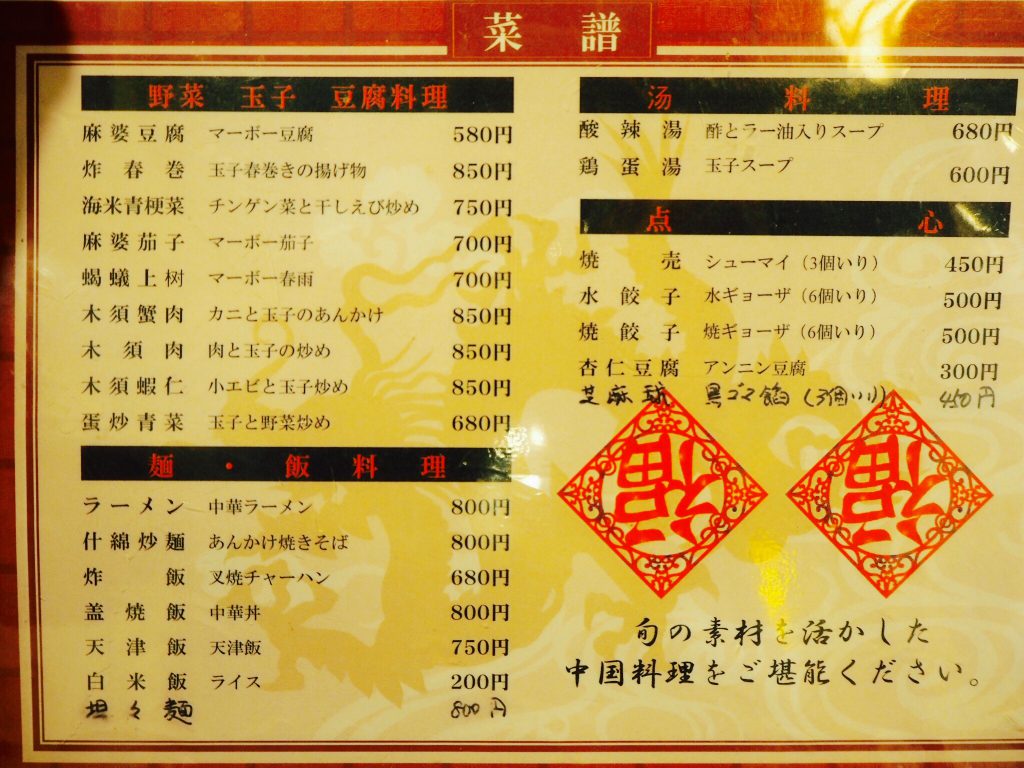 菜 譜
野菜 玉子 豆腐料理
麻婆豆腐 マーボー豆腐 580円
炸春巻 玉子春巻きの揚げ物 850円
海米青梗菜 チンゲン菜と干しえび炒め 750円
麻婆茄子 マーボー茄子 700円
蝎蟻上树 マーボー春雨 700円
木須蟹肉 カニと玉子のあんかけ 850円
木須肉 肉と玉子の炒め 850円
木須蝦仁 小エビと玉子炒め 850円
蛋炒青菜 玉子と野菜炒め 680円
麺・飯料理
ラーメン 中華ラーメン 800円
什綿炒麺 あんかけ焼きそば 800円
炸飯 叉焼チャーハン 680円
盖焼飯 中華丼 800円
天津飯 天津飯 750円
白米飯 ライス 200円
坦々麺 800円
汤料理
酸辣湯 酢とラー油入りスープ 680円
鶏蛋湯 玉子スープ 600円
点心
焼売 シューマイ（3個いり） 450円
水餃子 水ギョーザ（6個いり） 500円
焼餃子 焼ギョーザ（6個いり） 500円
杏仁豆腐 アンニン豆腐 300円
芝麻球 黒ゴマ餡（3個いり） 450円
福 福
旬の素材を活かした
中国料理をご堪能ください。